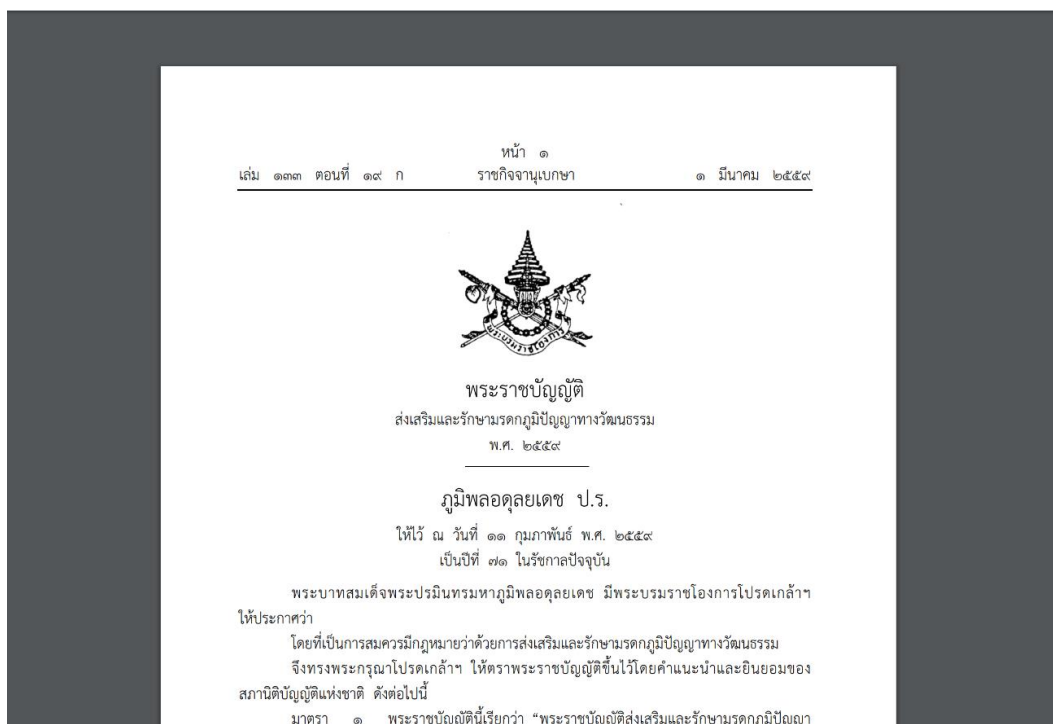 หน้า ๑
เล่ม ๑๓๓ ตอนที่ ๑๙ ก ราชกิจจานุเบกษา ๑ มีนาคม ๒๕๕๙
พระบรมราชโองการ
พระราชบัญญัติ
ส่งเสริมและรักษามรดกภูมิปัญญาทางวัฒนธรรม
พ.ศ. ๒๕๕๙
ภูมิพลอดุลยเดช ป.ร.
ให้ไว้ ณ วันที่ ๑๑ กุมภาพันธ์ พ.ศ. ๒๕๕๙
เป็นปีที่ ๗๑ ในรัชกาลปัจจุบัน
พระบาทสมเด็จพระปรมินทรมหาภูมิพลอดุลยเดช มีพระบรมราชโองการโปรดเกล้าฯ
ให้ประกาศว่า
โดยที่เป็นการสมควรมีกฎหมายว่าด้วยการส่งเสริมและรักษามรดกภูมิปัญญาทางวัฒนธรรม
จึงทรงพระกรุณาโปรดเกล้าฯ ให้ตราพระราชบัญญัติขึ้นไว้โดยคำแนะนำและยินยอมของ
สภานิติบัญญัติแห่งชาติ ดังต่อไปนี้
มาตรา ๑ พระราชบัญญัตินี้เรียกว่า “พระราชบัญญัติส่งเสริมและรักษามรดกภูมิปัญญา